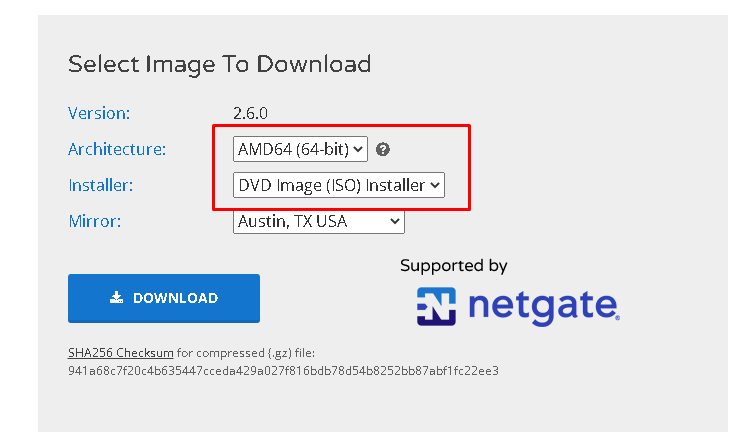 Select Image To Download
Version: 2.6.0
Architecture: AMD64 (64-bit) ?
Installer: DVD Image (ISO) Installer
Mirror: Austin, TX USA
Supported by
DOWNLOAD
N netgate.
SHA256 Checksum for compressed (.gz) file:
941a68c7f20c4b635447cceda429a027f816bdb78d54b8252bb87abf1fc22ee3